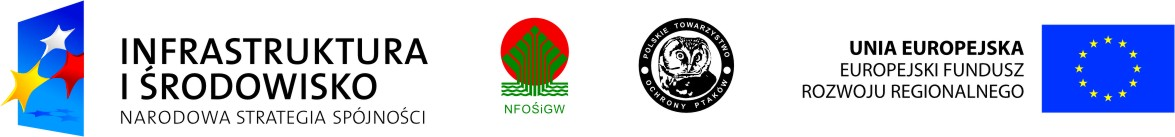 INFRASTRUKTURA
I ŚRODOWISKO
NARODOWA STRATEGIA SPÓJNOŚCI
NFOŚiGW
POLSKIE TOWARZYSTWO
OCHRONY PTAKÓW
UNIA EUROPEJSKA
EUROPEJSKI FUNDUSZ
ROZWOJU REGIONALNEGO